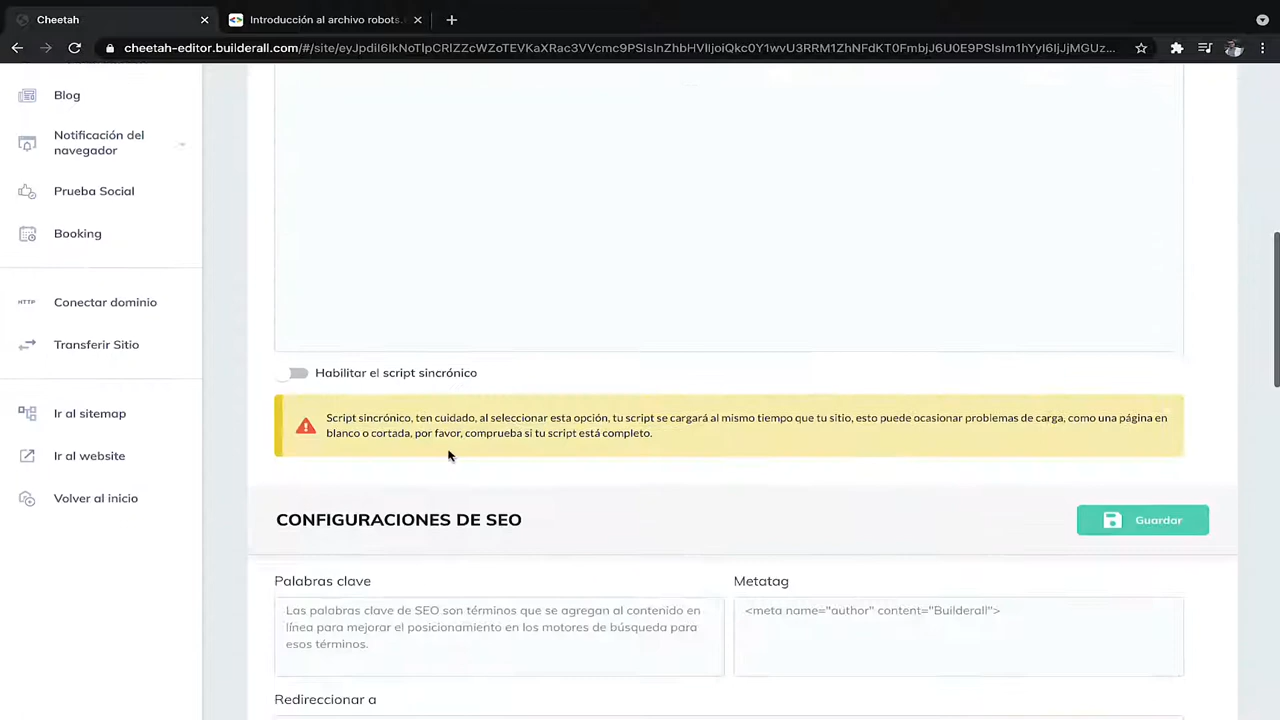 Cheetah
Introducción al archivo robots.
cheetah-editor.builderall.com/#/site/
Blog
Notificación del
navegador
Prueba Social
Booking
HTTP Conectar dominio
Transferir Sitio
Ir al sitemap
Ir al website
Volver al inicio
Habilitar el script sincrónico
Script sincrónico, ten cuidado, al seleccionar esta opción, tu script se cargará al mismo tiempo que tu sitio, esto puede ocasionar problemas de carga, como una página en
blanco o cortada, por favor, comprueba si tu script está completo.
CONFIGURACIONES DE SEO
Guardar
Palabras clave
Metatag
Las palabras clave de SEO son términos que se agregan al contenido en
línea para mejorar el posicionamiento en los motores de búsqueda para
esos términos.
<meta name="author" content="Builderall">
Redireccionar a